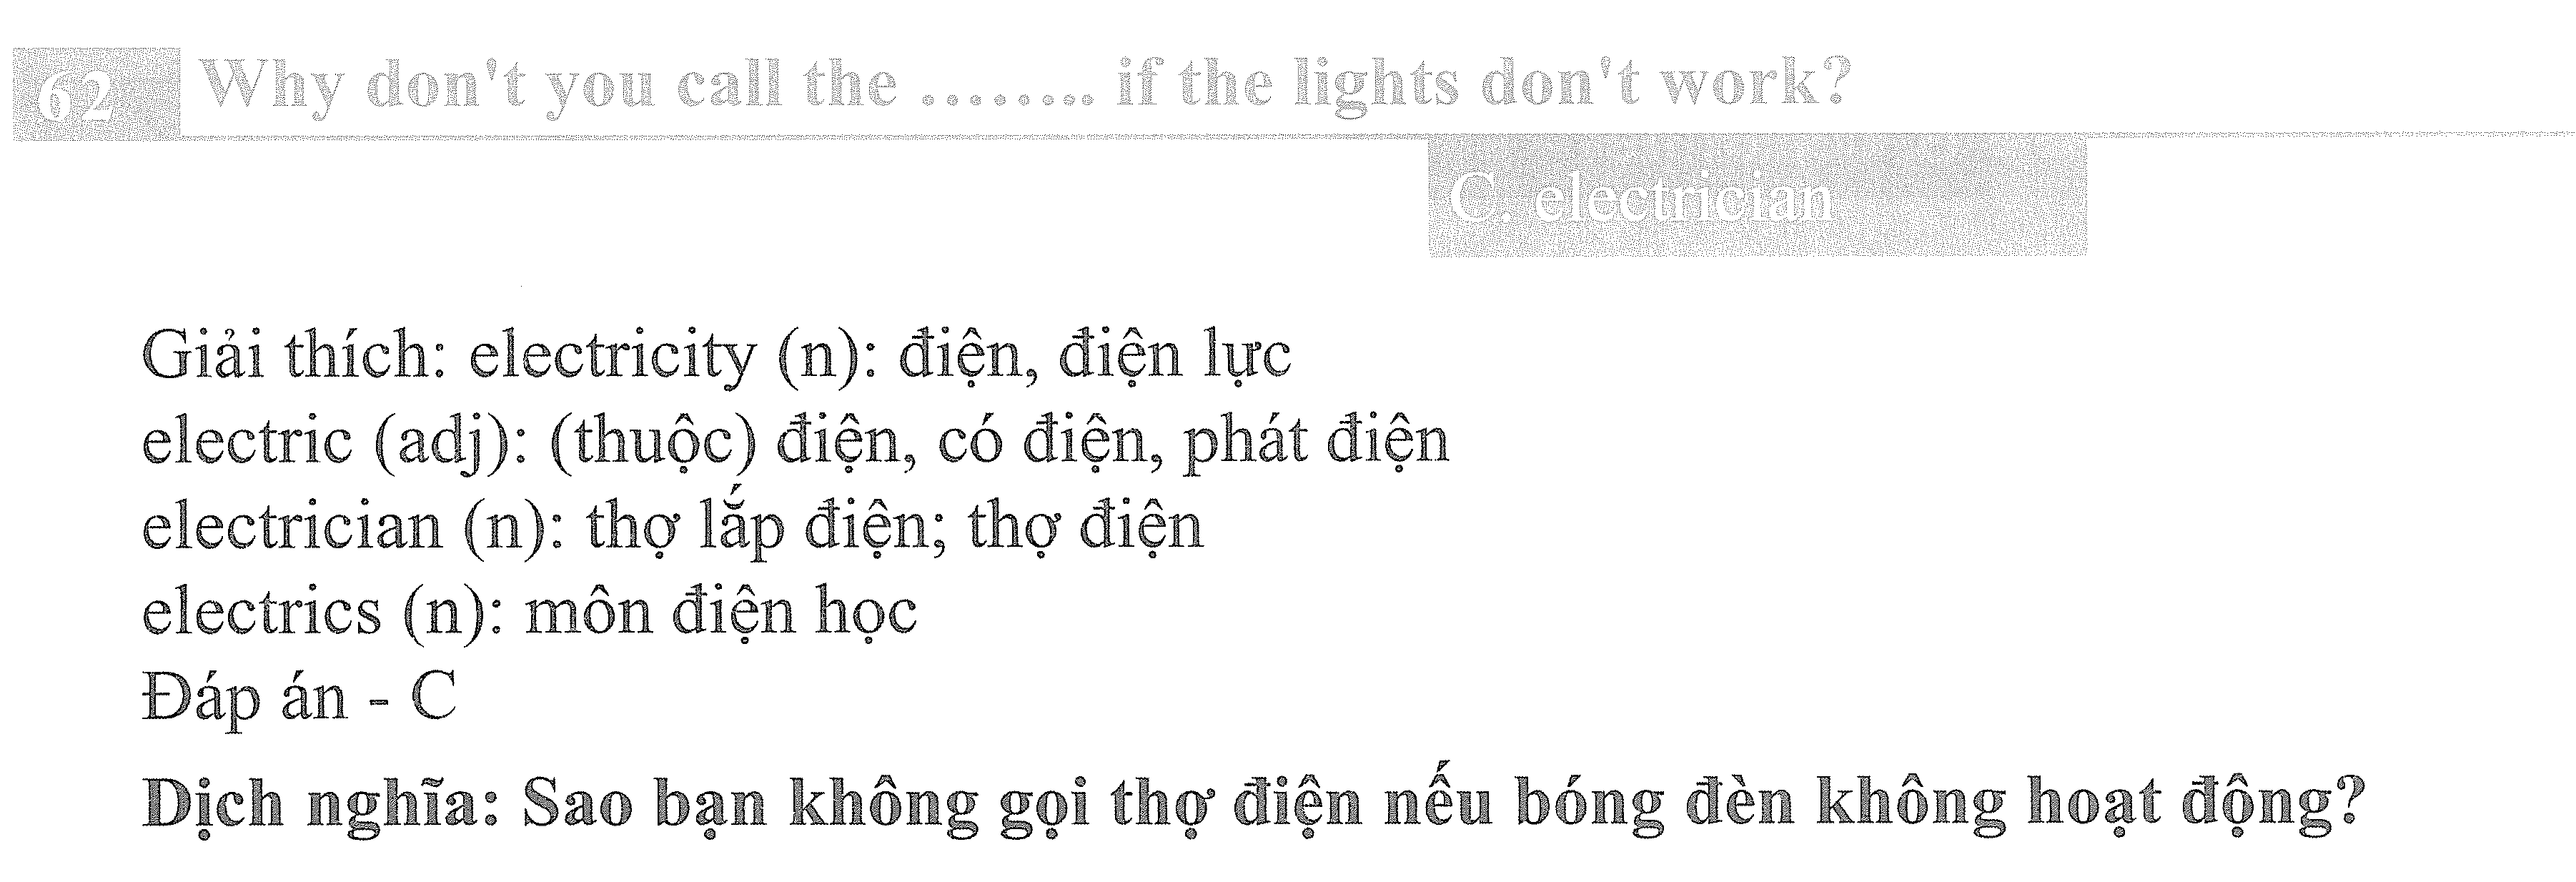 62 Why don't you call the ........ if the lights don't work?
C. electrician
Giải thích: electricity (n): điện, điện lực
electric (adj): (thuộc) điện, có điện, phát điện
electrician (n): thợ lắp điện; thợ điện
electrics (n): môn điện học
Đáp án - C
Dịch nghĩa: Sao bạn không gọi thợ điện nếu bóng đèn không hoạt động?